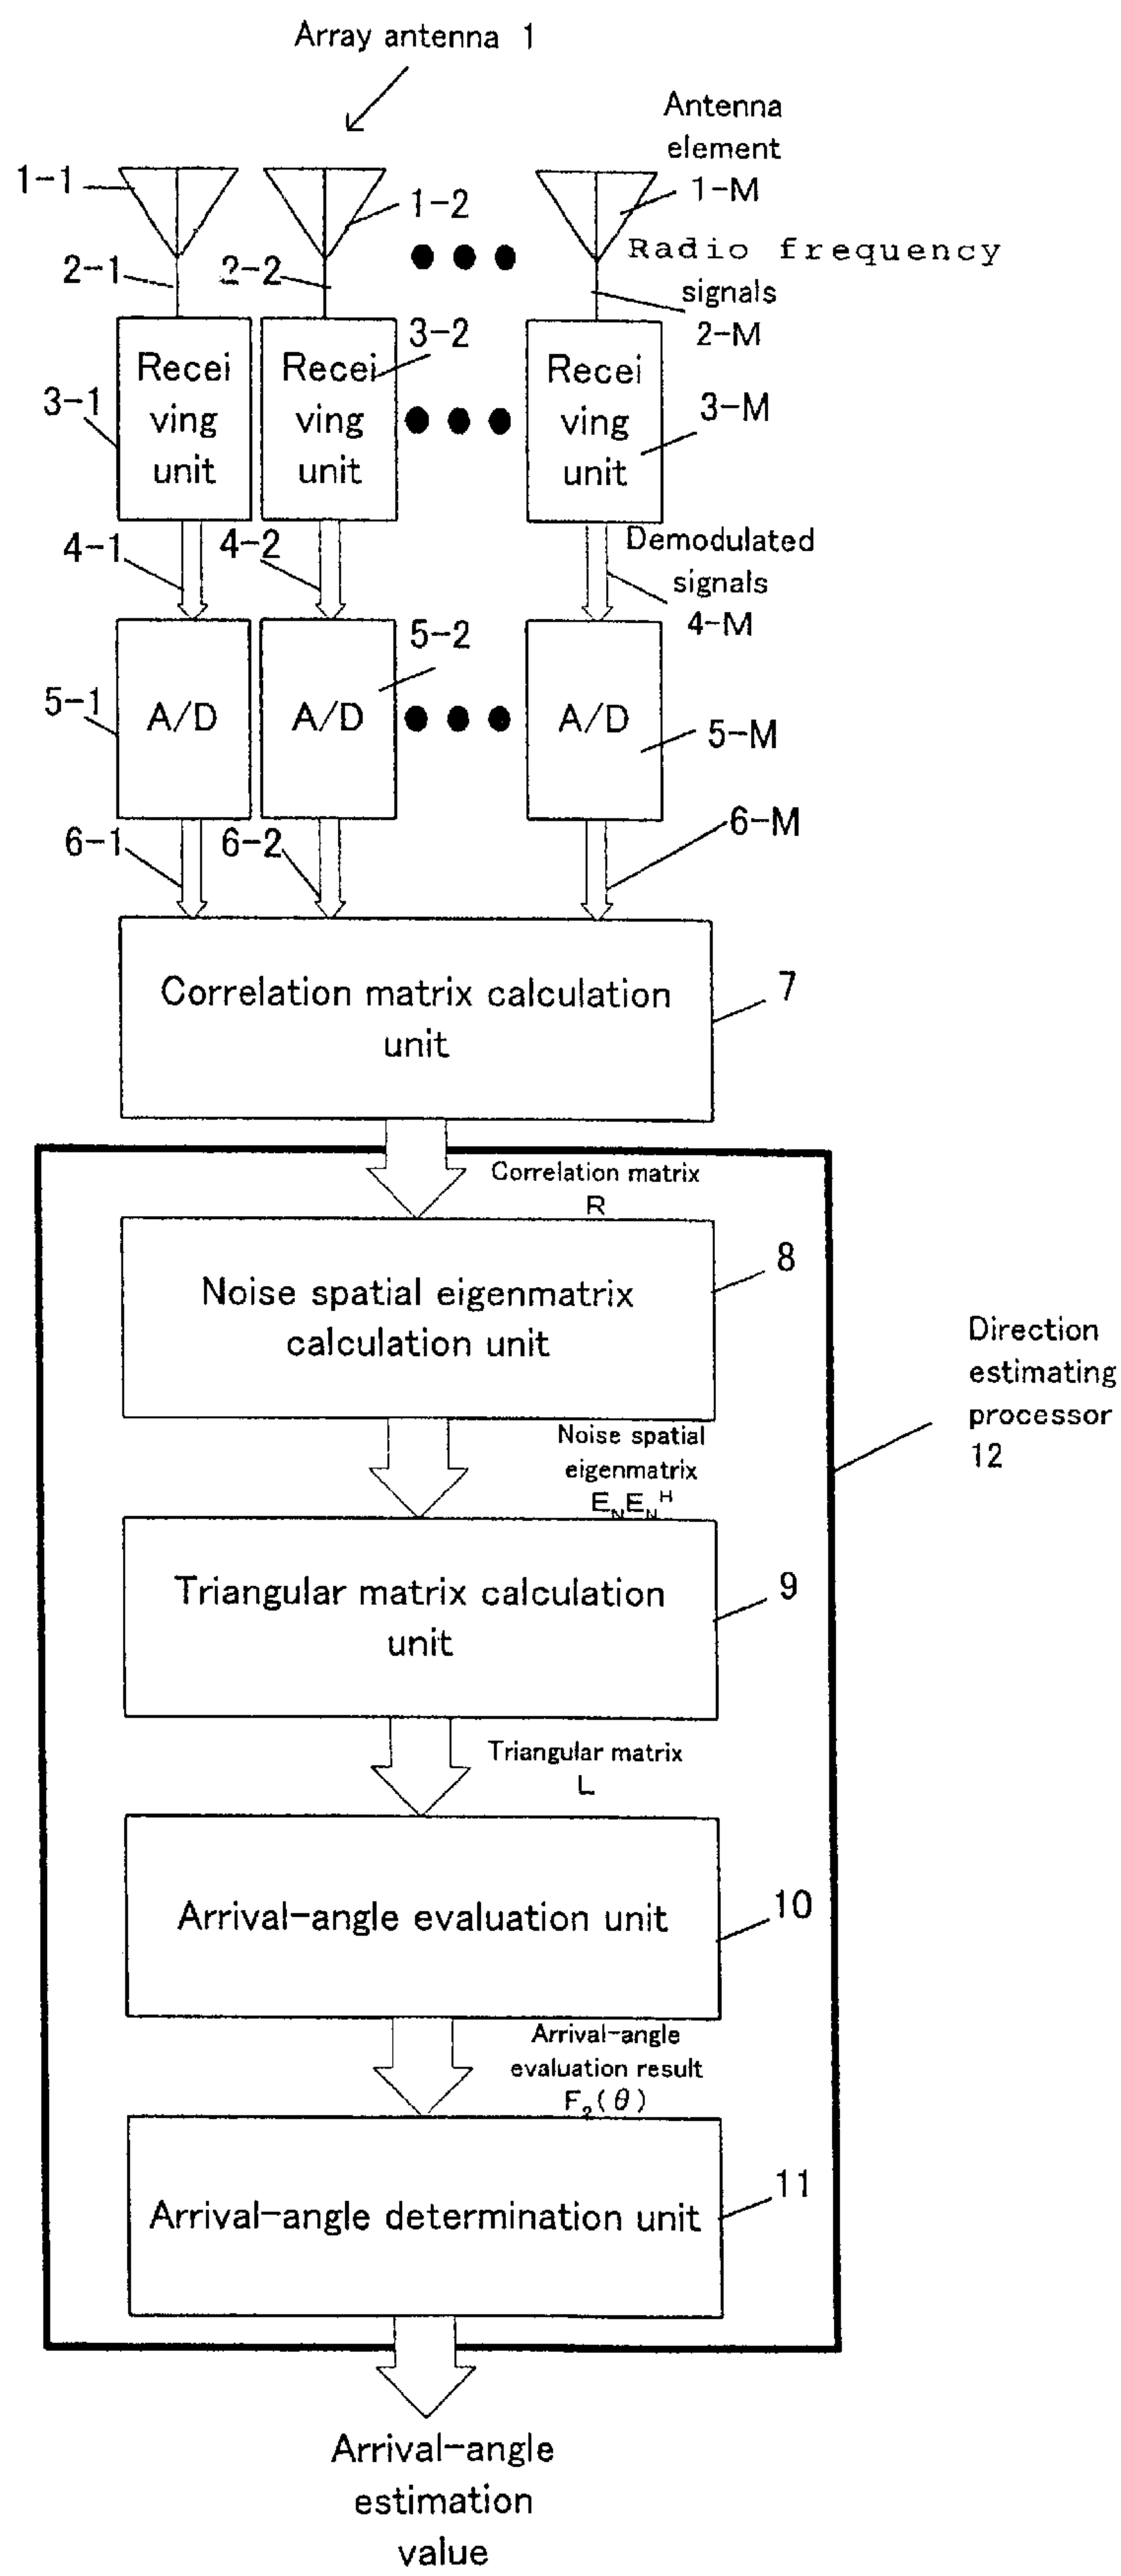 Array antenna 1
Antenna
element
1-M
1-1
1-2
Radio frequency
signals
2-M
2-1
2-2
Recei
ving
unit
3-1
Recei
ving
unit
3-2
Recei
ving
unit
3-M
4-1
4-2
Demodulated
signals
4-M
A/D
5-1
A/D
5-2
A/D
5-M
6-1
6-2
6-M
Correlation matrix calculation
unit
7
Correlation matrix
R
Noise spatial eigenmatrix
calculation unit
8
Direction
estimating
processor
12
Noise spatial
eigenmatrix
E_N E_N^H
Triangular matrix calculation
unit
9
Triangular matrix
L
Arrival-angle evaluation unit
10
Arrival-angle
evaluation result
F₂(θ)
Arrival-angle determination unit
11
Arrival-angle
estimation
value